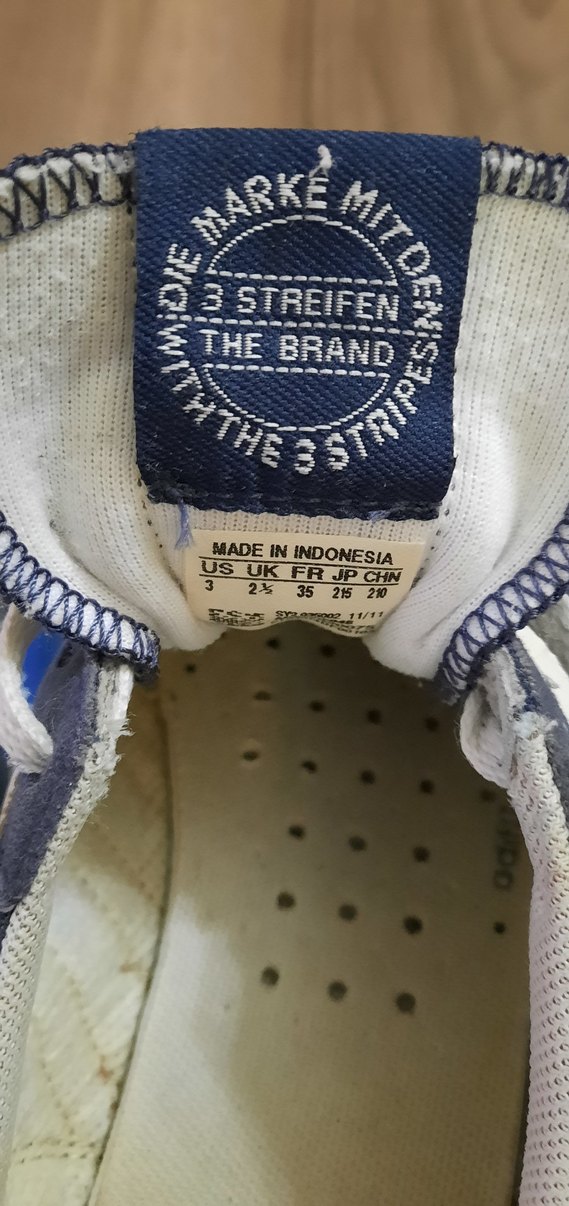 DIE MARKE MIT DEN
3 STREIFEN
THE BRAND
WITH THE 3 STRIPES
MADE IN INDONESIA
US UK FR JP CHN
3 2½ 35 215 210
11/11